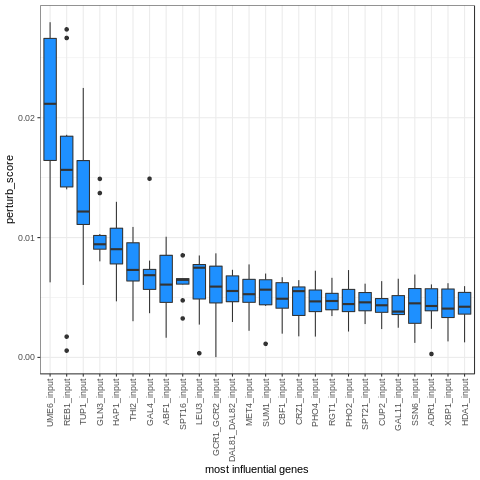 perturb_score
0.02
0.01
0.00
UME6_input
REB1_input
TUP1_input
GLN3_input
HAP1_input
THI2_input
GAL4_input
ABF1_input
SPT16_input
LEU3_input
GCR1_GCR2_input
DAL81_DAL82_input
MET4_input
SUM1_input
CBF1_input
CRZ1_input
PHO4_input
RGT1_input
PHO2_input
SPT21_input
CUP2_input
GAL11_input
SSN6_input
ADR1_input
XBP1_input
HDA1_input
most influential genes